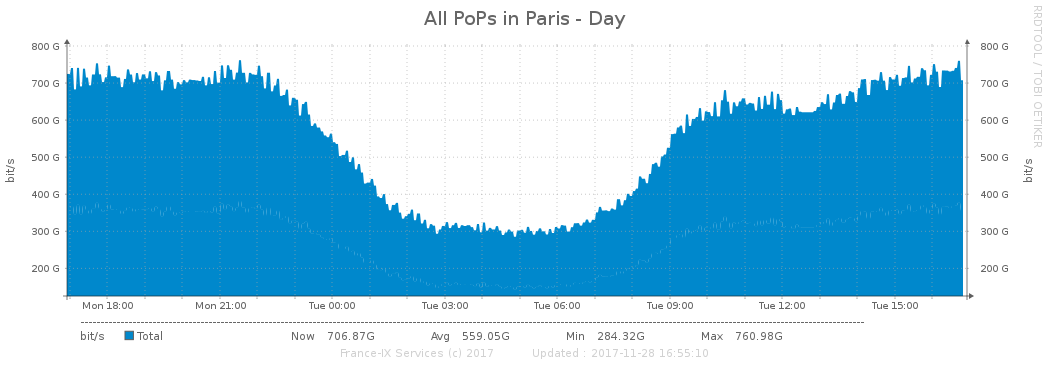 All PoPs in Paris - Day
RRDTOOL / TOBI OETIKER
bit/s
800 G 800 G
700 G 700 G
600 G 600 G
500 G 500 G
400 G 400 G
300 G 300 G
200 G 200 G
bit/s
Mon 18:00 Mon 21:00 Tue 00:00 Tue 03:00 Tue 06:00 Tue 09:00 Tue 12:00 Tue 15:00
bit/s Total Now 706.87G Avg 559.05G Min 284.32G Max 760.98G
France-IX Services (c) 2017 Updated : 2017-11-28 16:55:10